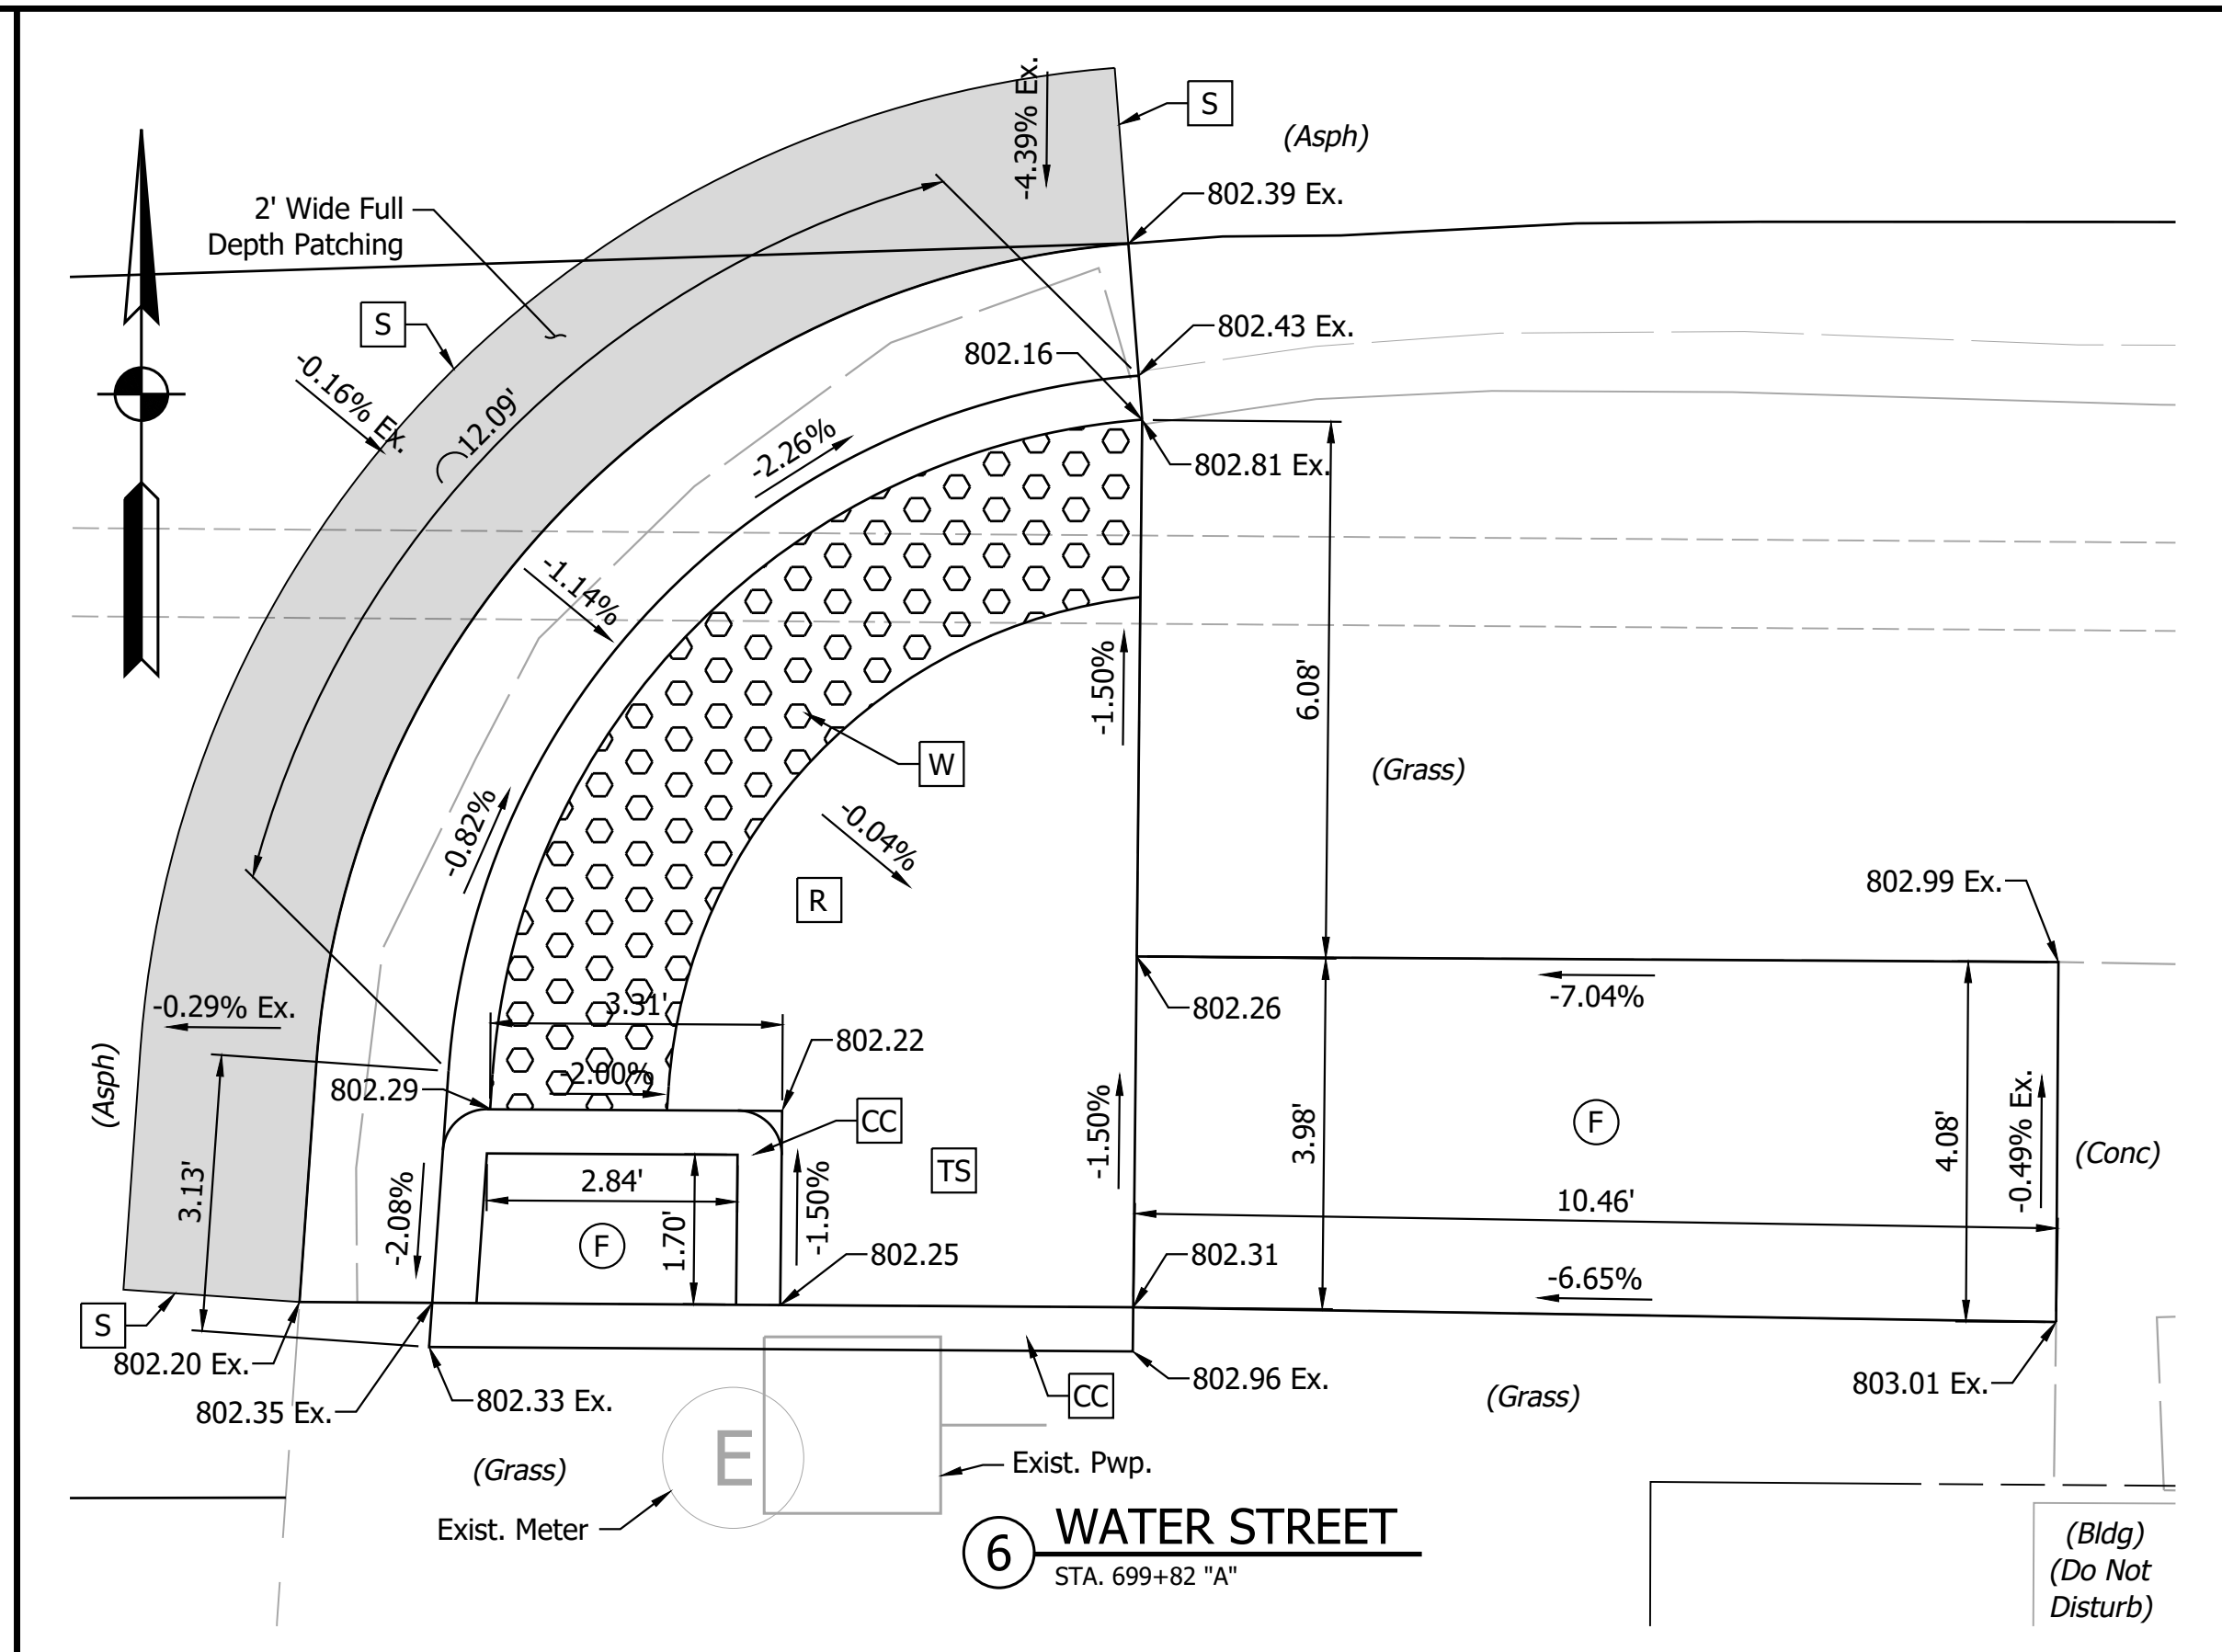 -4.39% Ex.
S
(Asph)
802.39 Ex.
2' Wide Full
Depth Patching
S
-0.16% Ex.
12.09'
802.43 Ex.
802.16
802.81 Ex.
-2.26%
-1.14%
-1.50%
6.08'
W
(Grass)
-0.82%
-0.04%
R
802.99 Ex.
-0.29% Ex.
3.31'
802.22
802.26
-7.04%
(Asph)
802.29
-2.00%
CC
-1.50%
3.98'
F
4.08'
-0.49% Ex.
(Conc)
3.13'
-2.08%
2.84'
1.70'
-1.50%
TS
10.46'
F
802.25
802.31
-6.65%
S
802.20 Ex.
802.35 Ex.
802.33 Ex.
802.96 Ex.
CC
(Grass)
803.01 Ex.
(Grass)
E
Exist. Pwp.
Exist. Meter
6
WATER STREET
STA. 699+82 "A"
(Bldg)
(Do Not
Disturb)